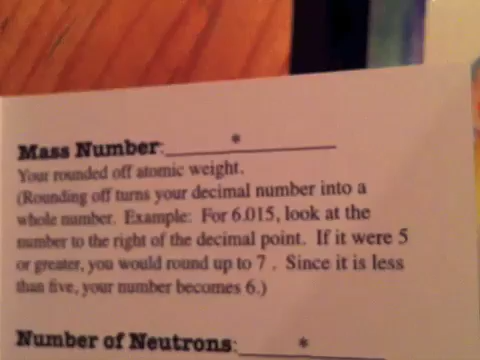 Mass Number: *
Your rounded off atomic weight.
(Rounding off turns your decimal number into a
whole number. Example: For 6.015, look at the
number to the right of the decimal point. If it were 5
or greater, you would round up to 7 . Since it is less
than five, your number becomes 6.)
Number of Neutrons: *